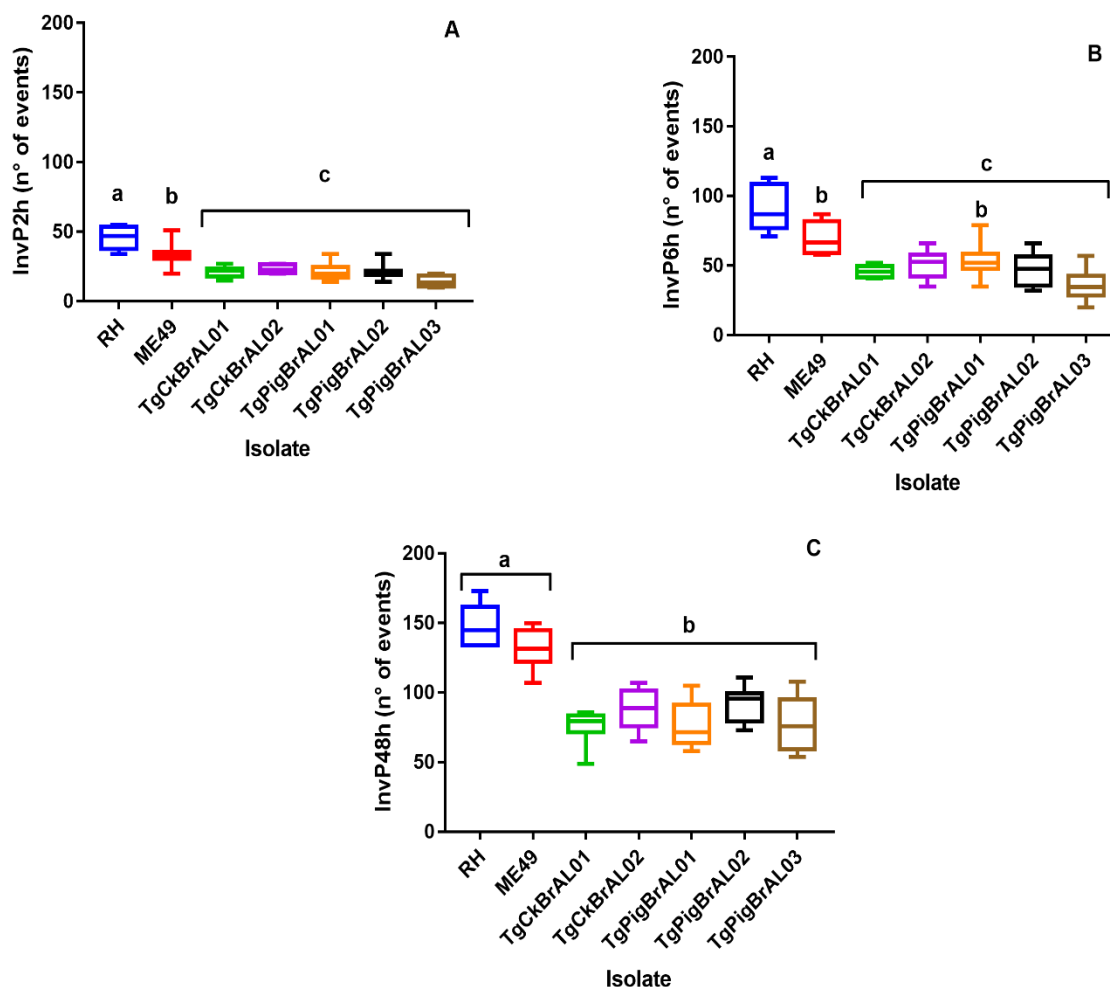 A
InvP2h (n° of events)
200
150
100
50
0
a
b
c
RH
ME49
TgCkBrAL01
TgCkBrAL02
TgPigBrAL01
TgPigBrAL02
TgPigBrAL03
Isolate
B
InvP6h (n° of events)
200
150
100
50
0
a
b
c
b
RH
ME49
TgCkBrAL01
TgCkBrAL02
TgPigBrAL01
TgPigBrAL02
TgPigBrAL03
Isolate
C
InvP48h (n° of events)
200
150
100
50
0
a
b
RH
ME49
TgCkBrAL01
TgCkBrAL02
TgPigBrAL01
TgPigBrAL02
TgPigBrAL03
Isolate